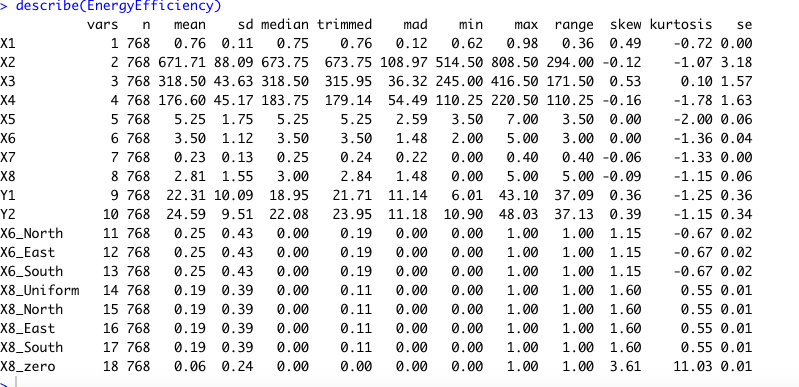 > describe(EnergyEfficiency)
vars n mean sd median trimmed mad min max range skew kurtosis se
X1 1 768 0.76 0.11 0.75 0.76 0.12 0.62 0.98 0.36 0.49 -0.72 0.00
X2 2 768 671.71 88.09 673.75 673.75 108.97 514.50 808.50 294.00 -0.12 -1.07 3.18
X3 3 768 318.50 43.63 318.50 315.95 36.32 245.00 416.50 171.50 0.53 0.10 1.57
X4 4 768 176.60 45.17 183.75 179.14 54.49 110.25 220.50 110.25 -0.16 -1.78 1.63
X5 5 768 5.25 1.75 5.25 5.25 2.59 3.50 7.00 3.50 0.00 -2.00 0.06
X6 6 768 3.50 1.12 3.50 3.50 1.48 2.00 5.00 3.00 0.00 -1.36 0.04
X7 7 768 0.23 0.13 0.25 0.24 0.22 0.00 0.40 0.40 -0.06 -1.33 0.00
X8 8 768 2.81 1.55 3.00 2.84 1.48 0.00 5.00 5.00 -0.09 -1.15 0.06
Y1 9 768 22.31 10.09 18.95 21.71 11.14 6.01 43.10 37.09 0.36 -1.25 0.36
Y2 10 768 24.59 9.51 22.08 23.95 11.18 10.90 48.03 37.13 0.39 -1.15 0.34
X6_North 11 768 0.25 0.43 0.00 0.19 0.00 0.00 1.00 1.00 1.15 -0.67 0.02
X6_East 12 768 0.25 0.43 0.00 0.19 0.00 0.00 1.00 1.00 1.15 -0.67 0.02
X6_South 13 768 0.25 0.43 0.00 0.19 0.00 0.00 1.00 1.00 1.15 -0.67 0.02
X8_Uniform 14 768 0.19 0.39 0.00 0.11 0.00 0.00 1.00 1.00 1.60 0.55 0.01
X8_North 15 768 0.19 0.39 0.00 0.11 0.00 0.00 1.00 1.00 1.60 0.55 0.01
X8_East 16 768 0.19 0.39 0.00 0.11 0.00 0.00 1.00 1.00 1.60 0.55 0.01
X8_South 17 768 0.19 0.39 0.00 0.11 0.00 0.00 1.00 1.00 1.60 0.55 0.01
X8_zero 18 768 0.06 0.24 0.00 0.00 0.00 0.00 1.00 1.00 3.61 11.03 0.01
>